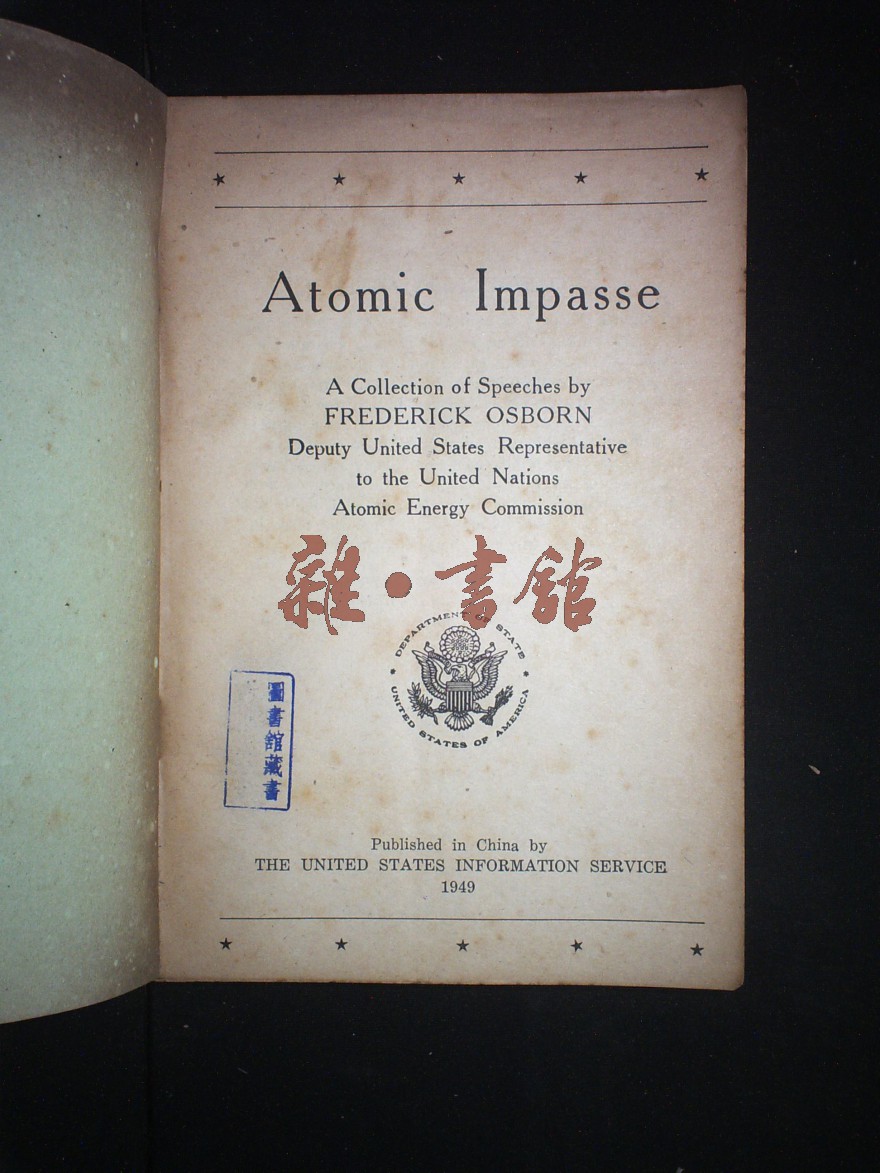 Atomic Impasse
A Collection of Speeches by
FREDERICK OSBORN
Deputy United States Representative
to the United Nations
Atomic Energy Commission
雜·書舘
DEPARTMENT OF STATE
UNITED STATES OF AMERICA
圖書館藏書
Published in China by
THE UNITED STATES INFORMATION SERVICE
1949